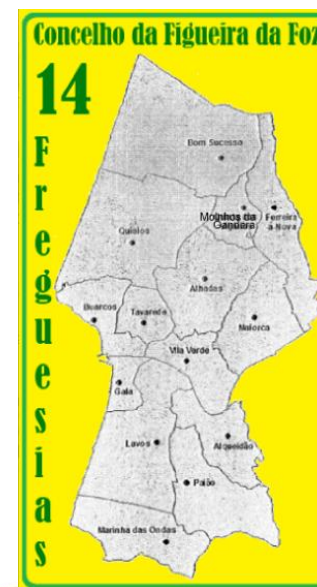 Concelho da Figueira da Foz
14
Freguesias
Bom Sucesso
Moinhos da
Gândara
Ferreira
a Nova
Quiaios
Alhadas
Buarcos
Tavarede
Maiorca
Vila Verde
Gala
Lavos
Alqueidão
Paião
Marinha das Ondas